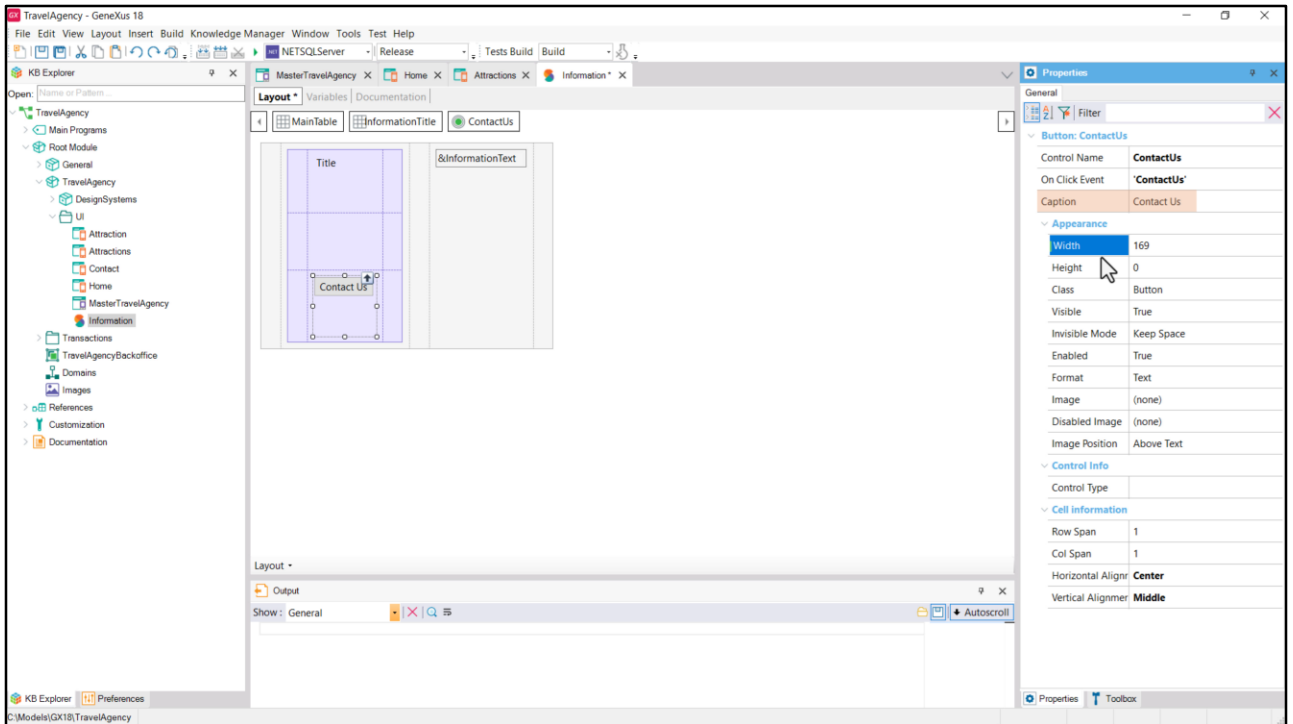 GX TravelAgency - GeneXus 18
File Edit View Layout Insert Build Knowledge Manager Window Tools Test Help
.NET NETSQLServer Release Tests Build Build
KB Explorer
Open: Name or Pattern ...
TravelAgency
Main Programs
Root Module
General
TravelAgency
DesignSystems
UI
Attraction
Attractions
Contact
Home
MasterTravelAgency
Information
Transactions
TravelAgencyBackoffice
Domains
Images
References
Customization
Documentation
KB Explorer Preferences
MasterTravelAgency X Home X Attractions X Information * X
Layout * Variables Documentation
MainTable InformationTitle ContactUs
Title &InformationText
Contact Us
Layout
Output
Show : General Autoscroll
Properties
General
Filter
Button: ContactUs
Control Name ContactUs
On Click Event 'ContactUs'
Caption Contact Us
Appearance
Width 169
Height 0
Class Button
Visible True
Invisible Mode Keep Space
Enabled True
Format Text
Image (none)
Disabled Image (none)
Image Position Above Text
Control Info
Control Type
Cell information
Row Span 1
Col Span 1
Horizontal Alignr Center
Vertical Alignmer Middle
Properties Toolbox
C:\Models\GX18\TravelAgency